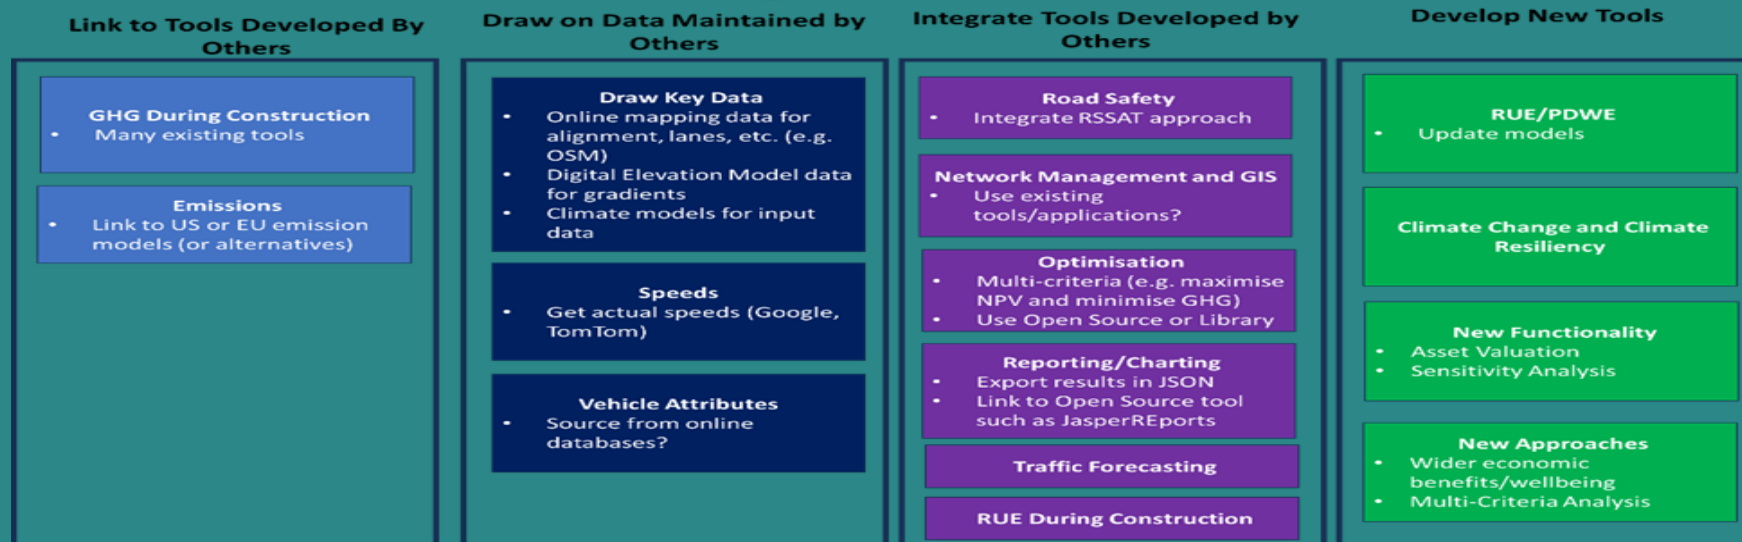 Link to Tools Developed By
Others
GHG During Construction
• Many existing tools
Emissions
• Link to US or EU emission
models (or alternatives)
Draw on Data Maintained by
Others
Draw Key Data
• Online mapping data for
alignment, lanes, etc. (e.g.
OSM)
• Digital Elevation Model data
for gradients
• Climate models for input
data
Speeds
• Get actual speeds (Google,
TomTom)
Vehicle Attributes
• Source from online
databases?
Integrate Tools Developed by
Others
Road Safety
• Integrate RSSAT approach
Network Management and GIS
• Use existing
tools/applications?
Optimisation
• Multi-criteria (e.g. maximise
NPV and minimise GHG)
• Use Open Source or Library
Reporting/Charting
• Export results in JSON
• Link to Open Source tool
such as JasperREports
Traffic Forecasting
RUE During Construction
Develop New Tools
RUE/PDWE
• Update models
Climate Change and Climate
Resiliency
New Functionality
• Asset Valuation
• Sensitivity Analysis
New Approaches
• Wider economic
benefits/wellbeing
• Multi-Criteria Analysis